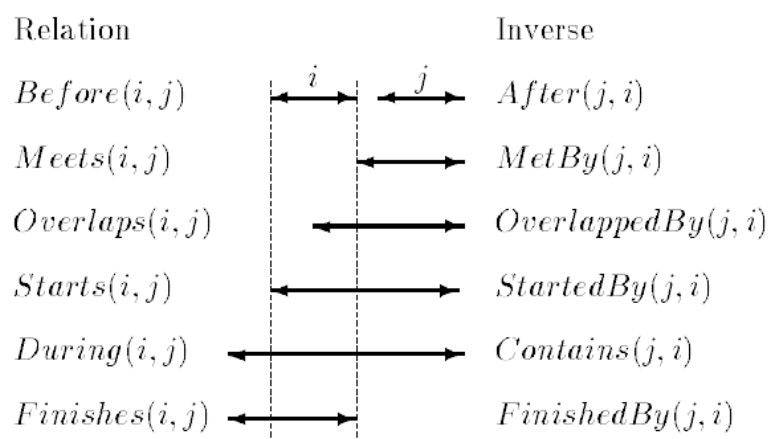 Relation Inverse
Before(i, j) i j After(j, i)
Meets(i, j) MetBy(j, i)
Overlaps(i, j) OverlappedBy(j, i)
Starts(i, j) StartedBy(j, i)
During(i, j) Contains(j, i)
Finishes(i, j) FinishedBy(j, i)